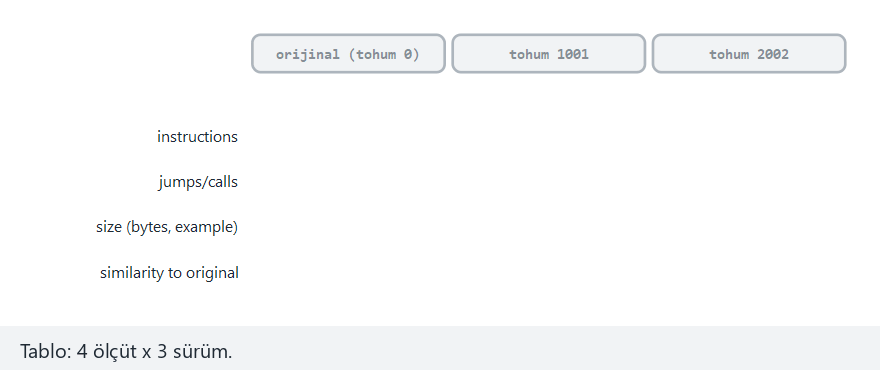 orijinal (tohum 0) tohum 1001 tohum 2002
instructions
jumps/calls
size (bytes, example)
similarity to original
Tablo: 4 ölçüt x 3 sürüm.